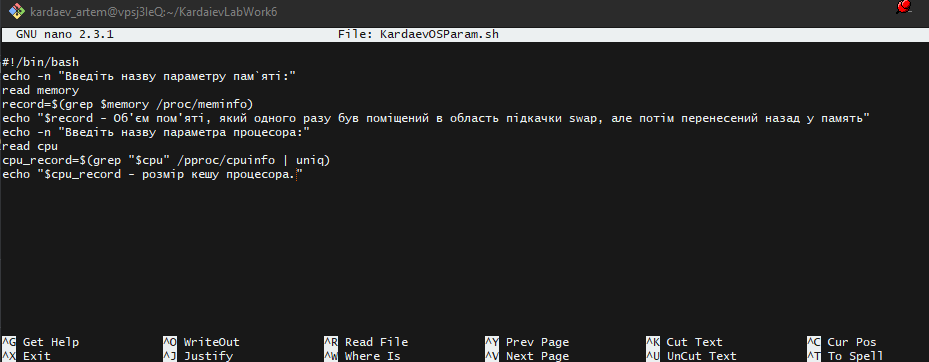 kardaev_artem@vpsj3leQ:~/KardaievLabWork6
GNU nano 2.3.1 File: KardaevOSParam.sh
#!/bin/bash
echo -n "Введіть назву параметру пам`яті:"
read memory
record=$(grep $memory /proc/meminfo)
echo "$record - Об'єм пом'яті, який одного разу був поміщений в область підкачки swap, але потім перенесений назад у память"
echo -n "Введіть назву параметра процесора:"
read cpu
cpu_record=$(grep "$cpu" /pproc/cpuinfo | uniq)
echo "$cpu_record - розмір кешу процесора."
^G Get Help ^O WriteOut ^R Read File ^Y Prev Page ^K Cut Text ^C Cur Pos
^X Exit ^J Justify ^W Where Is ^V Next Page ^U UnCut Text ^T To Spell